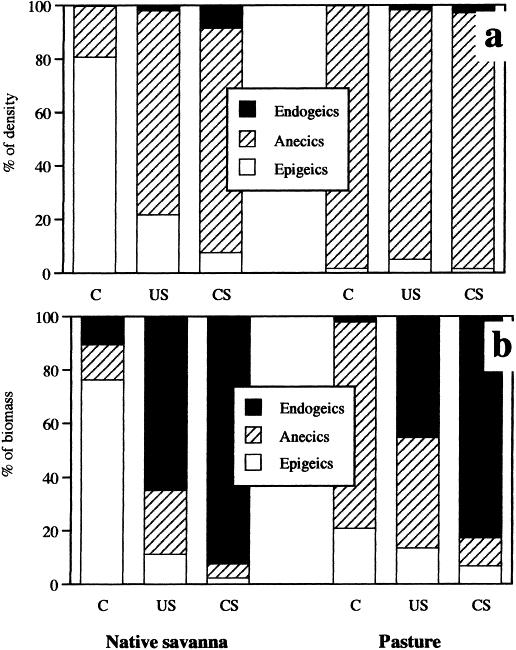 100
a
80
60
40
20
0
% of density
Endogeics
Anecics
Epigeics
C US CS C US CS
100
b
80
60
40
20
0
% of biomass
Endogeics
Anecics
Epigeics
C US CS C US CS
Native savanna Pasture